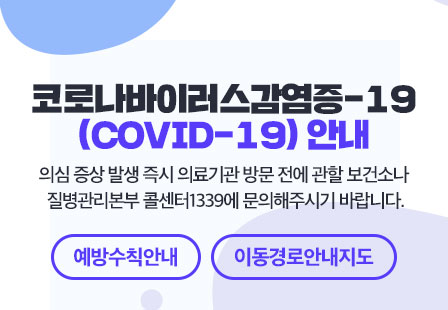 코로나바이러스감염증-19
(COVID-19) 안내
의심 증상 발생 즉시 의료기관 방문 전에 관할 보건소나
질병관리본부 콜센터1339에 문의해주시기 바랍니다.
예방수칙안내 이동경로안내지도